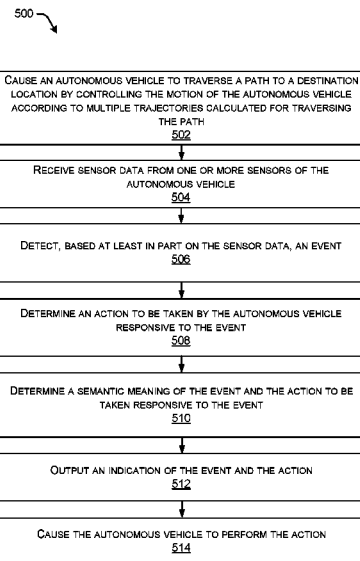 500
CAUSE AN AUTONOMOUS VEHICLE TO TRAVERSE A PATH TO A DESTINATION
LOCATION BY CONTROLLING THE MOTION OF THE AUTONOMOUS VEHICLE
ACCORDING TO MULTIPLE TRAJECTORIES CALCULATED FOR TRAVERSING
THE PATH
502
RECEIVE SENSOR DATA FROM ONE OR MORE SENSORS OF THE
AUTONOMOUS VEHICLE
504
DETECT, BASED AT LEAST IN PART ON THE SENSOR DATA, AN EVENT
506
DETERMINE AN ACTION TO BE TAKEN BY THE AUTONOMOUS VEHICLE
RESPONSIVE TO THE EVENT
508
DETERMINE A SEMANTIC MEANING OF THE EVENT AND THE ACTION TO BE
TAKEN RESPONSIVE TO THE EVENT
510
OUTPUT AN INDICATION OF THE EVENT AND THE ACTION
512
CAUSE THE AUTONOMOUS VEHICLE TO PERFORM THE ACTION
514